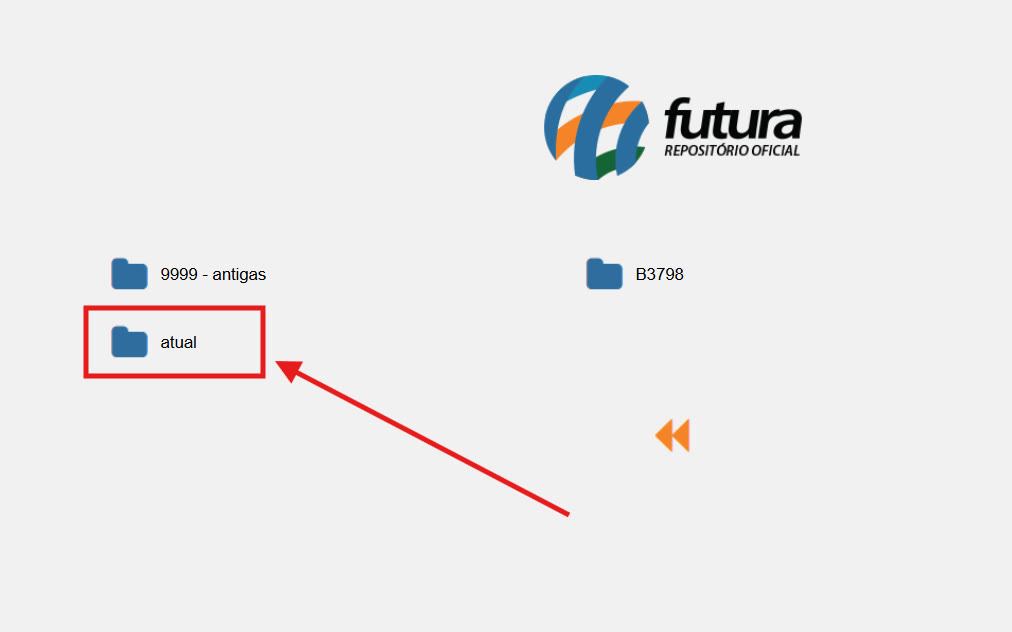 futura
REPOSITÓRIO OFICIAL
9999 - antigas
B3798
atual